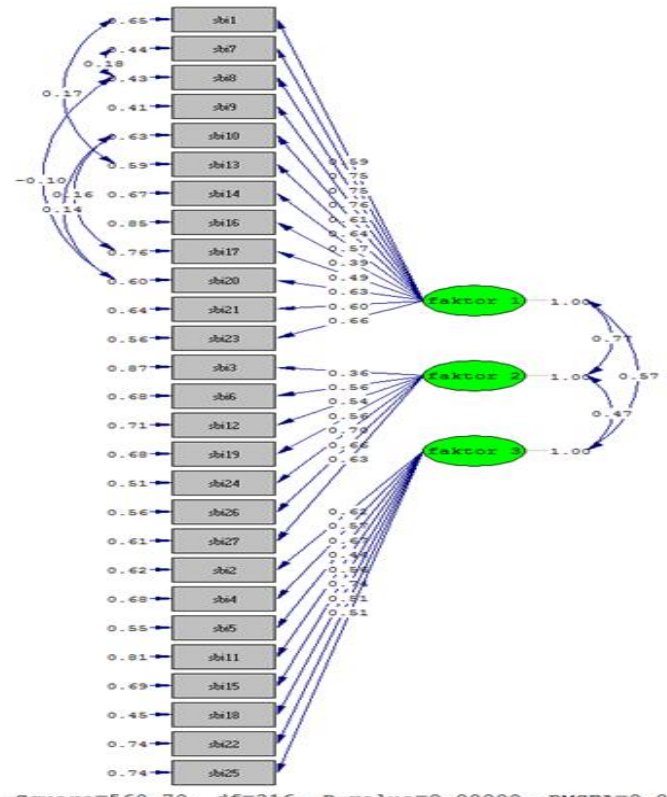 0.65 sbi1
0.44 sbi7
0.18
0.43 sbi8
0.17
0.41 sbi9
0.63 sbi10
0.59 sbi13
-0.10 0.16
0.67 sbi14
0.14
0.85 sbi16
0.76 sbi17
0.60 sbi20
0.64 sbi21
0.56 sbi23
0.87 sbi3
0.68 sbi6
0.71 sbi12
0.68 sbi19
0.51 sbi24
0.56 sbi26
0.61 sbi27
0.62 sbi2
0.68 sbi4
0.55 sbi5
0.81 sbi11
0.69 sbi15
0.45 sbi18
0.74 sbi22
0.74 sbi25
0.59
0.75
0.75
0.76
0.61
0.64
0.57
0.39
0.49
0.63
0.60
0.66
0.36
0.56
0.54
0.56
0.70
0.66
0.63
0.62
0.57
0.67
0.44
0.56
0.74
0.51
0.51
faktor 1 1.00
0.77
0.57
faktor 2 1.00
0.47
faktor 3 1.00